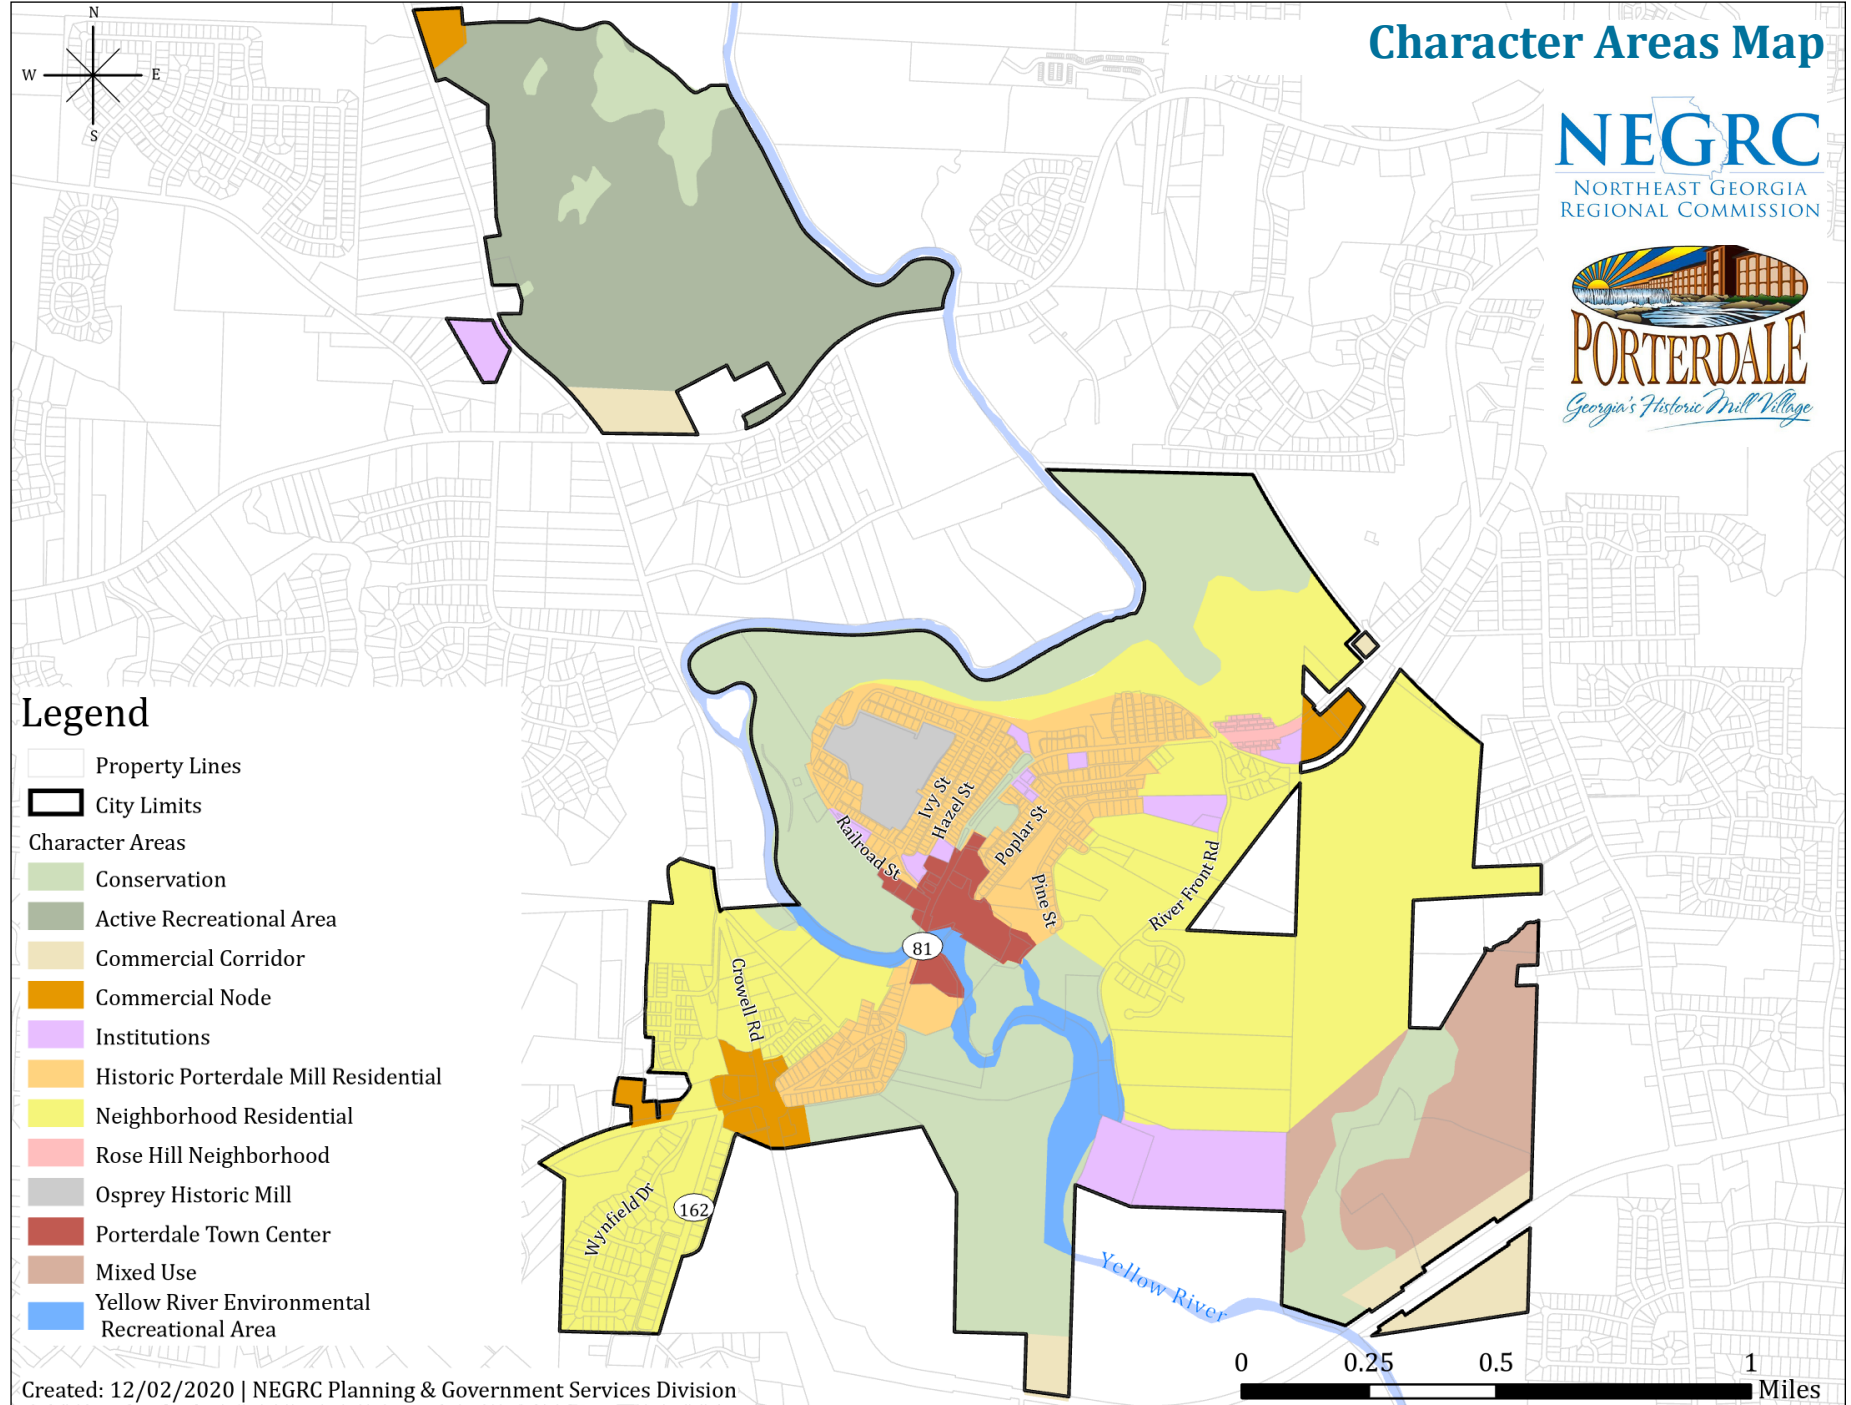 Character Areas Map
N
W E
S
NEGRC
NORTHEAST GEORGIA
REGIONAL COMMISSION
PORTERDALE
Georgia's Historic Mill Village
Ivy St
Hazel St
Railroad St
Poplar St
Pine St
River Front Rd
81
Crowell Rd
162
Wynfield Dr
Yellow River
Legend
Property Lines
City Limits
Character Areas
Conservation
Active Recreational Area
Commercial Corridor
Commercial Node
Institutions
Historic Porterdale Mill Residential
Neighborhood Residential
Rose Hill Neighborhood
Osprey Historic Mill
Porterdale Town Center
Mixed Use
Yellow River Environmental
Recreational Area
0 0.25 0.5 1
Miles
Created: 12/02/2020 | NEGRC Planning & Government Services Division